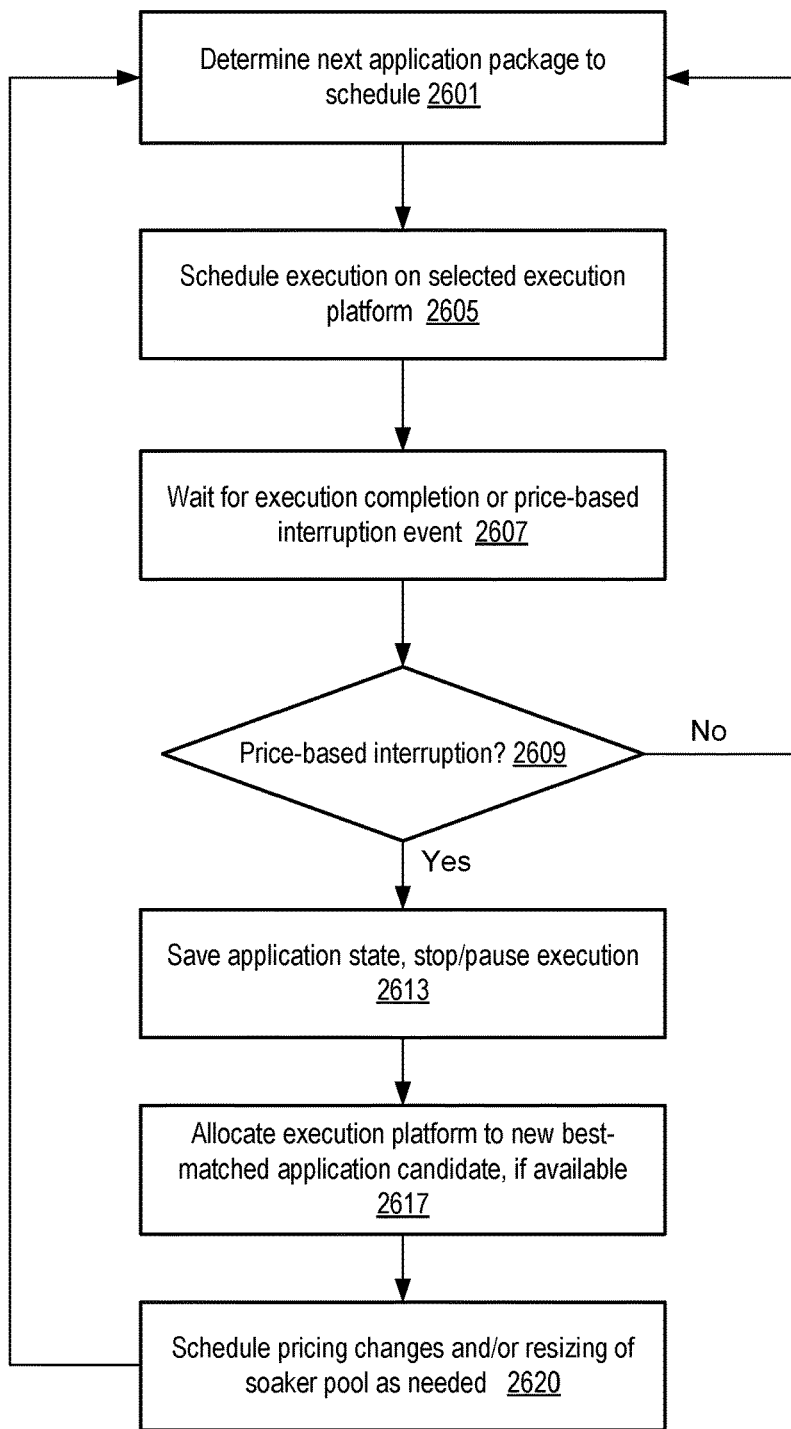 Determine next application package to
schedule 2601
Schedule execution on selected execution
platform 2605
Wait for execution completion or price-based
interruption event 2607
Price-based interruption? 2609
No
Yes
Save application state, stop/pause execution
2613
Allocate execution platform to new best-
matched application candidate, if available
2617
Schedule pricing changes and/or resizing of
soaker pool as needed 2620